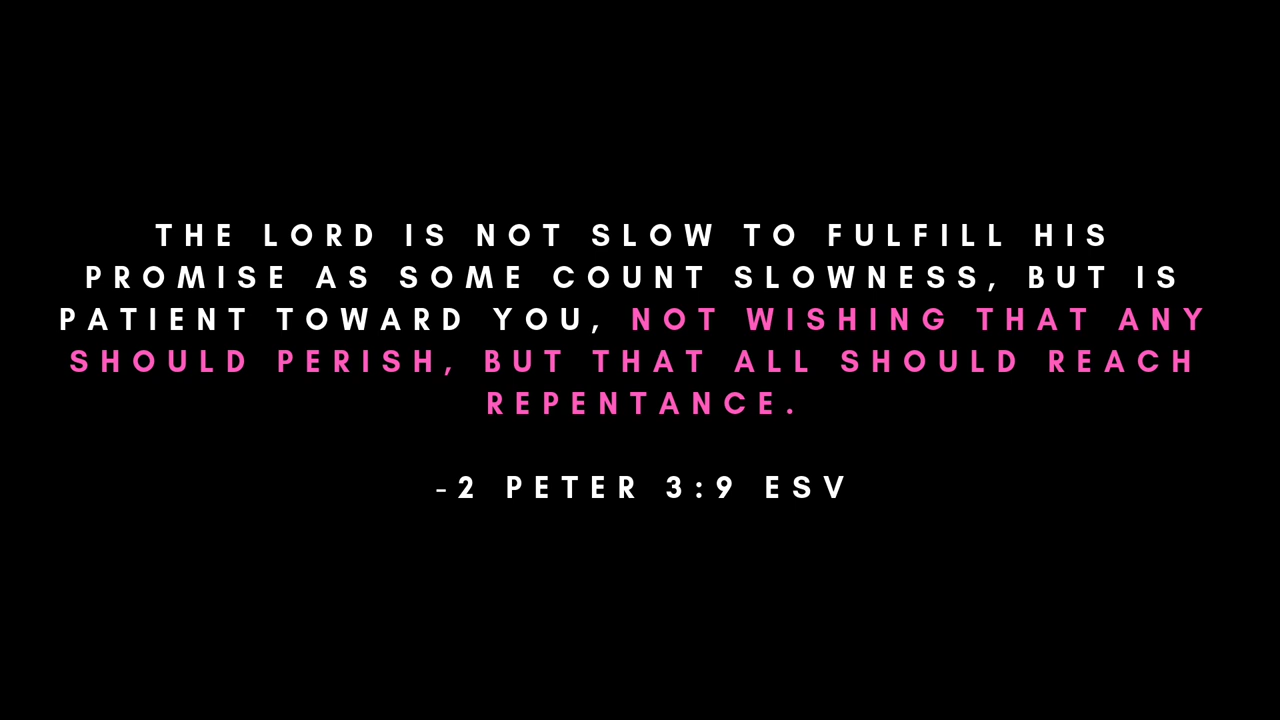 THE LORD IS NOT SLOW TO FULFILL HIS
PROMISE AS SOME COUNT SLOWNESS, BUT IS
PATIENT TOWARD YOU, NOT WISHING THAT ANY
SHOULD PERISH, BUT THAT ALL SHOULD REACH
REPENTANCE.
-2 PETER 3:9 ESV